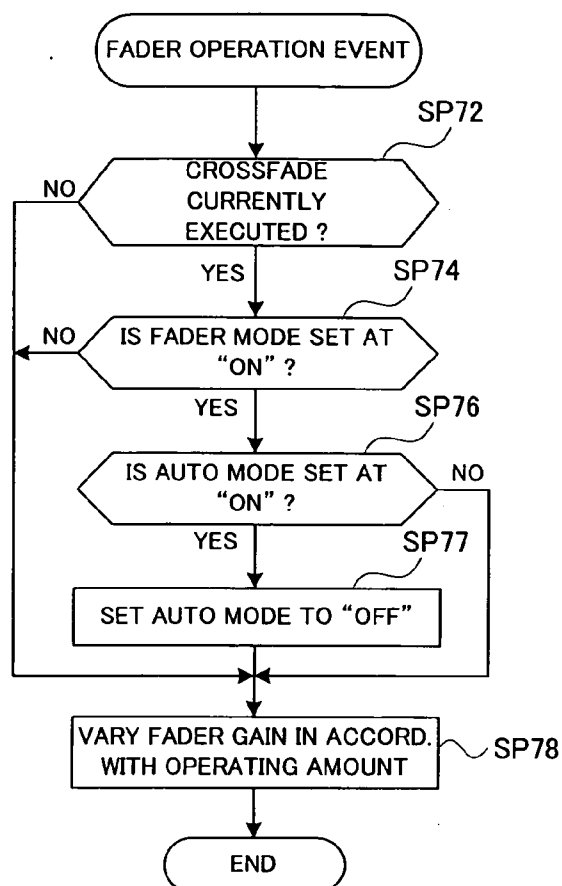 FADER OPERATION EVENT
SP72
CROSSFADE
CURRENTLY
EXECUTED ?
NO
YES
SP74
IS FADER MODE SET AT
“ON” ?
NO
YES
SP76
IS AUTO MODE SET AT
“ON” ?
NO
YES
SP77
SET AUTO MODE TO “OFF”
VARY FADER GAIN IN ACCORD.
WITH OPERATING AMOUNT
SP78
END